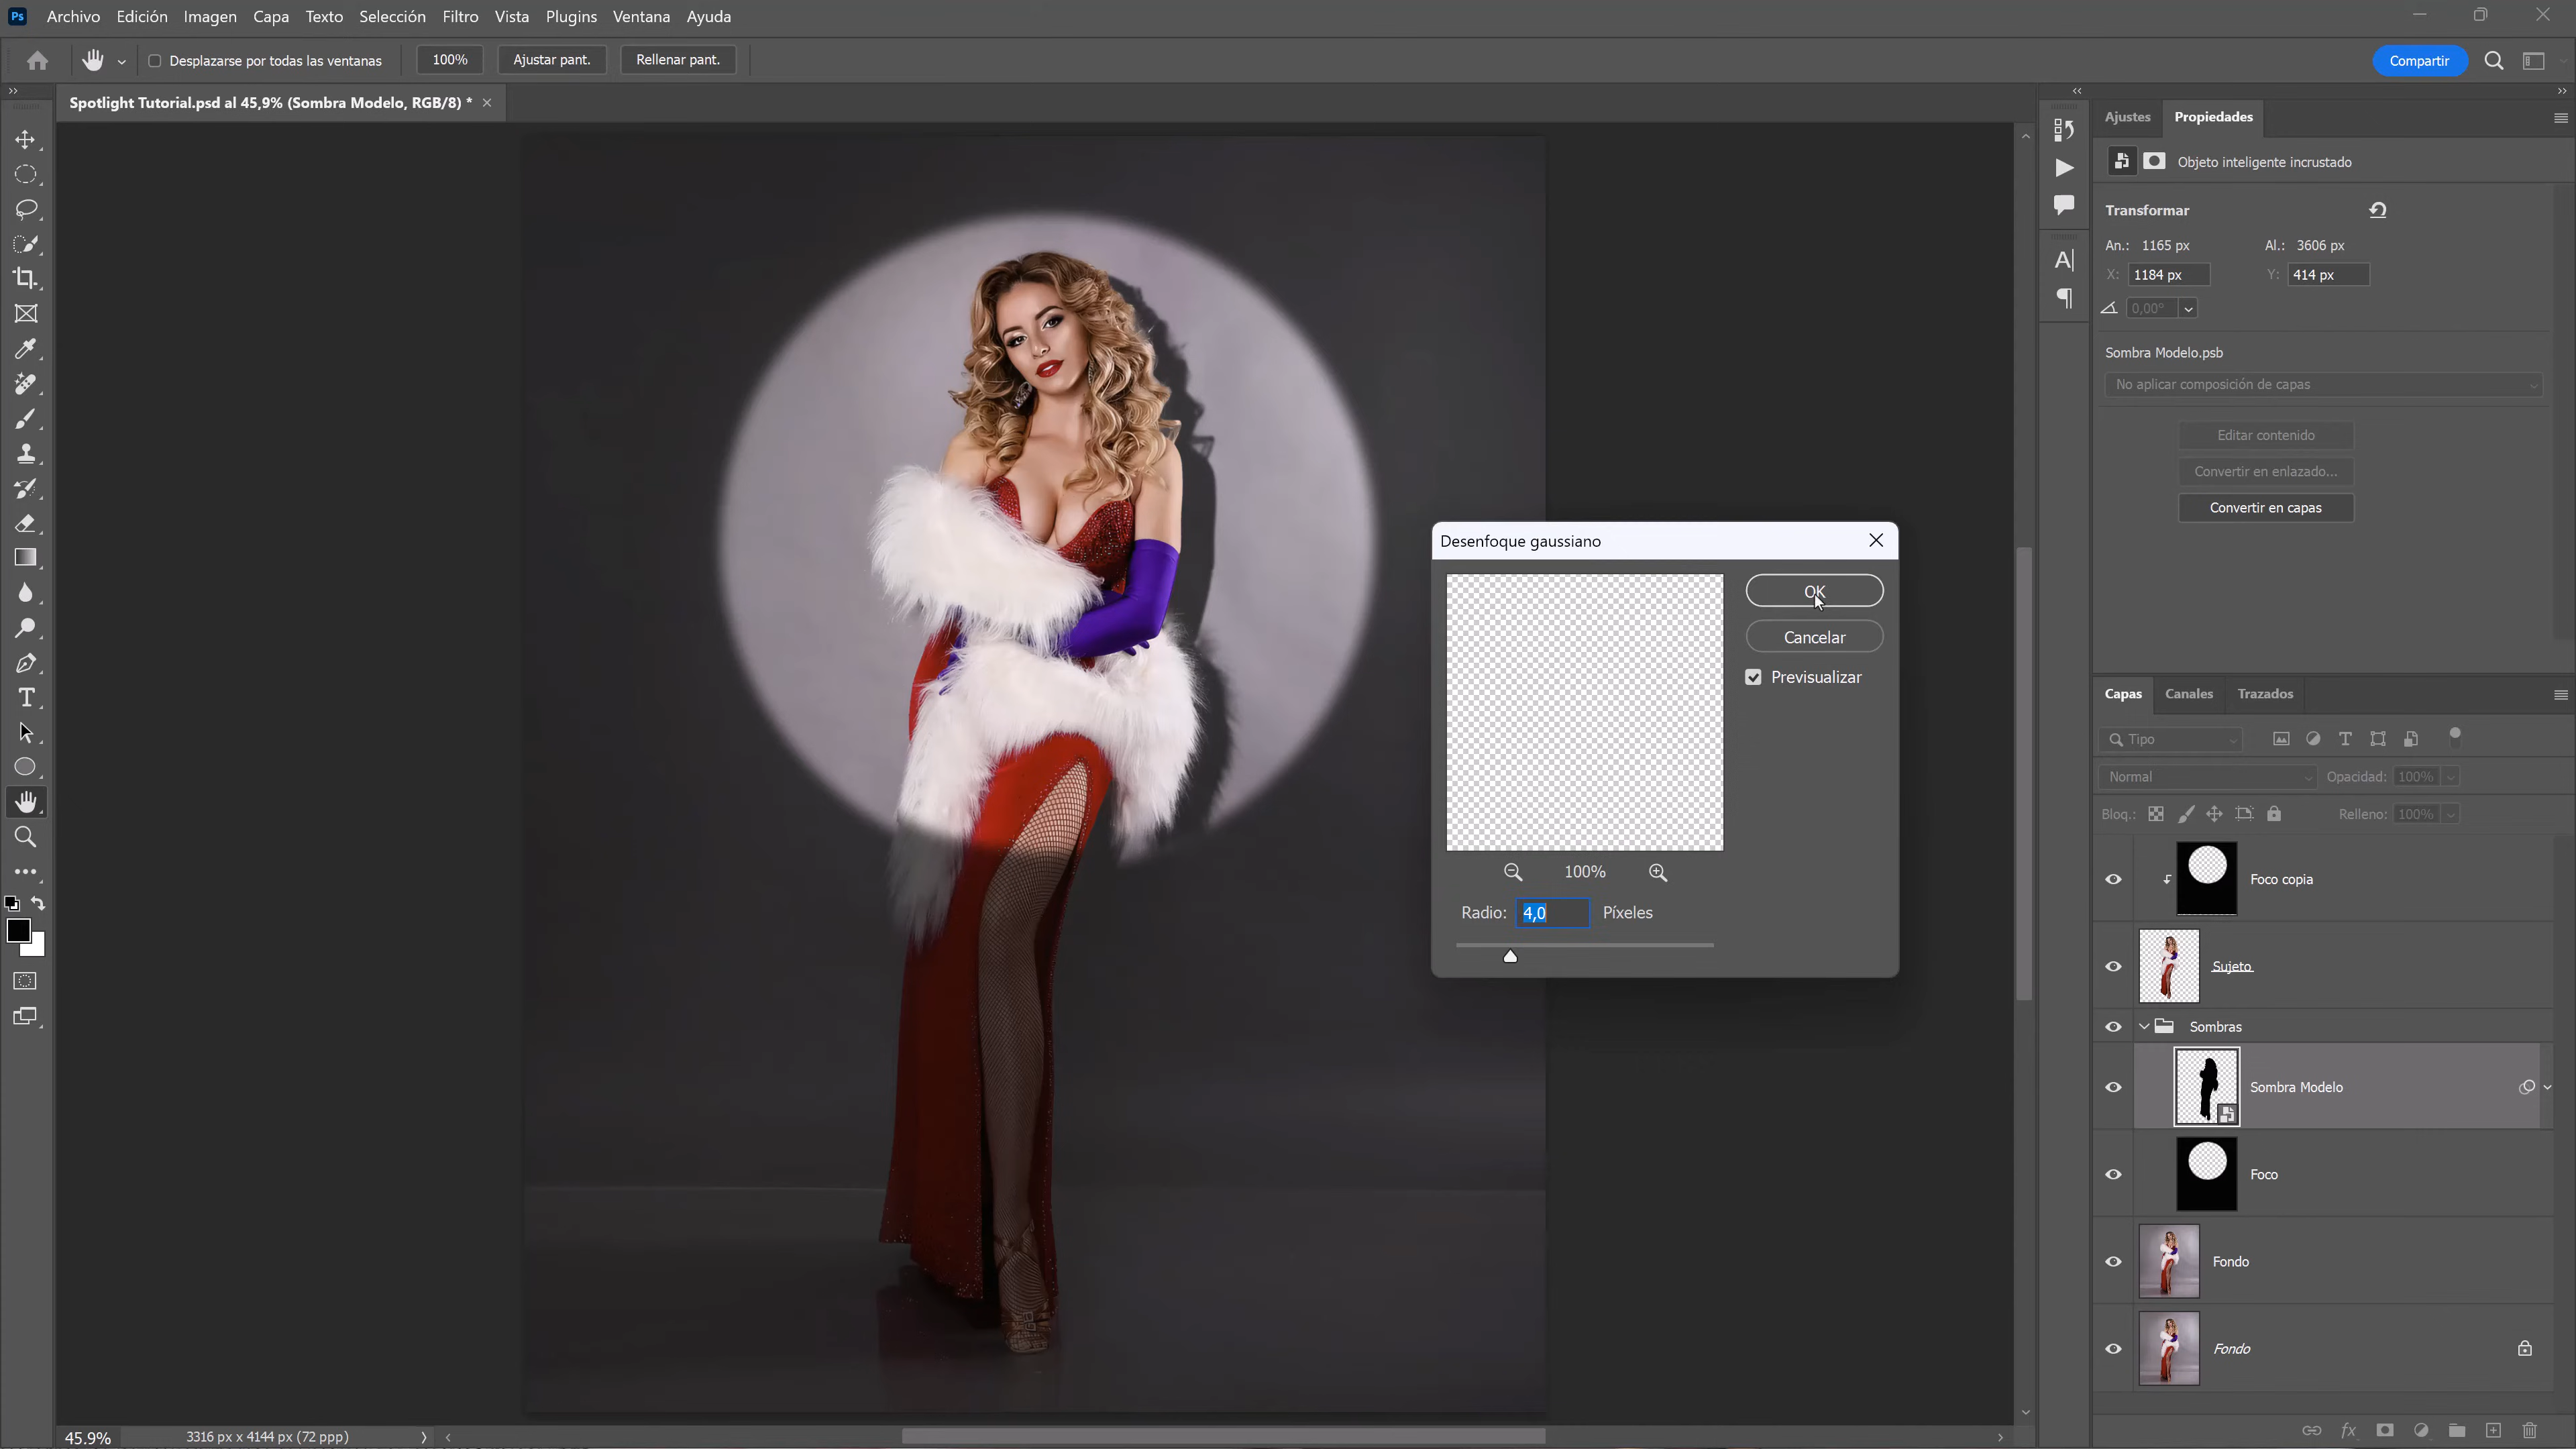 Ps Archivo Edición Imagen Capa Texto Selección Filtro Vista Plugins Ventana Ayuda
Desplazarse por todas las ventanas 100% Ajustar pant. Rellenar pant. Compartir
Spotlight Tutorial.psd al 45,9% (Sombra Modelo, RGB/8) *
Ajustes Propiedades
Objeto inteligente incrustado
Transformar
An.: 1165 px Al.: 3606 px
X: 1184 px Y: 414 px
0,00°
Sombra Modelo.psb
No aplicar composición de capas
Editar contenido
Convertir en enlazado...
Convertir en capas
Desenfoque gaussiano
OK
Cancelar
Previsualizar
100%
Radio: 4,0 Píxeles
Capas Canales Trazados
Tipo
Normal Opacidad: 100%
Bloq.: Relleno: 100%
Foco copia
Sujeto
Sombras
Sombra Modelo
Foco
Fondo
Fondo
45.9% 3316 px x 4144 px (72 ppp)